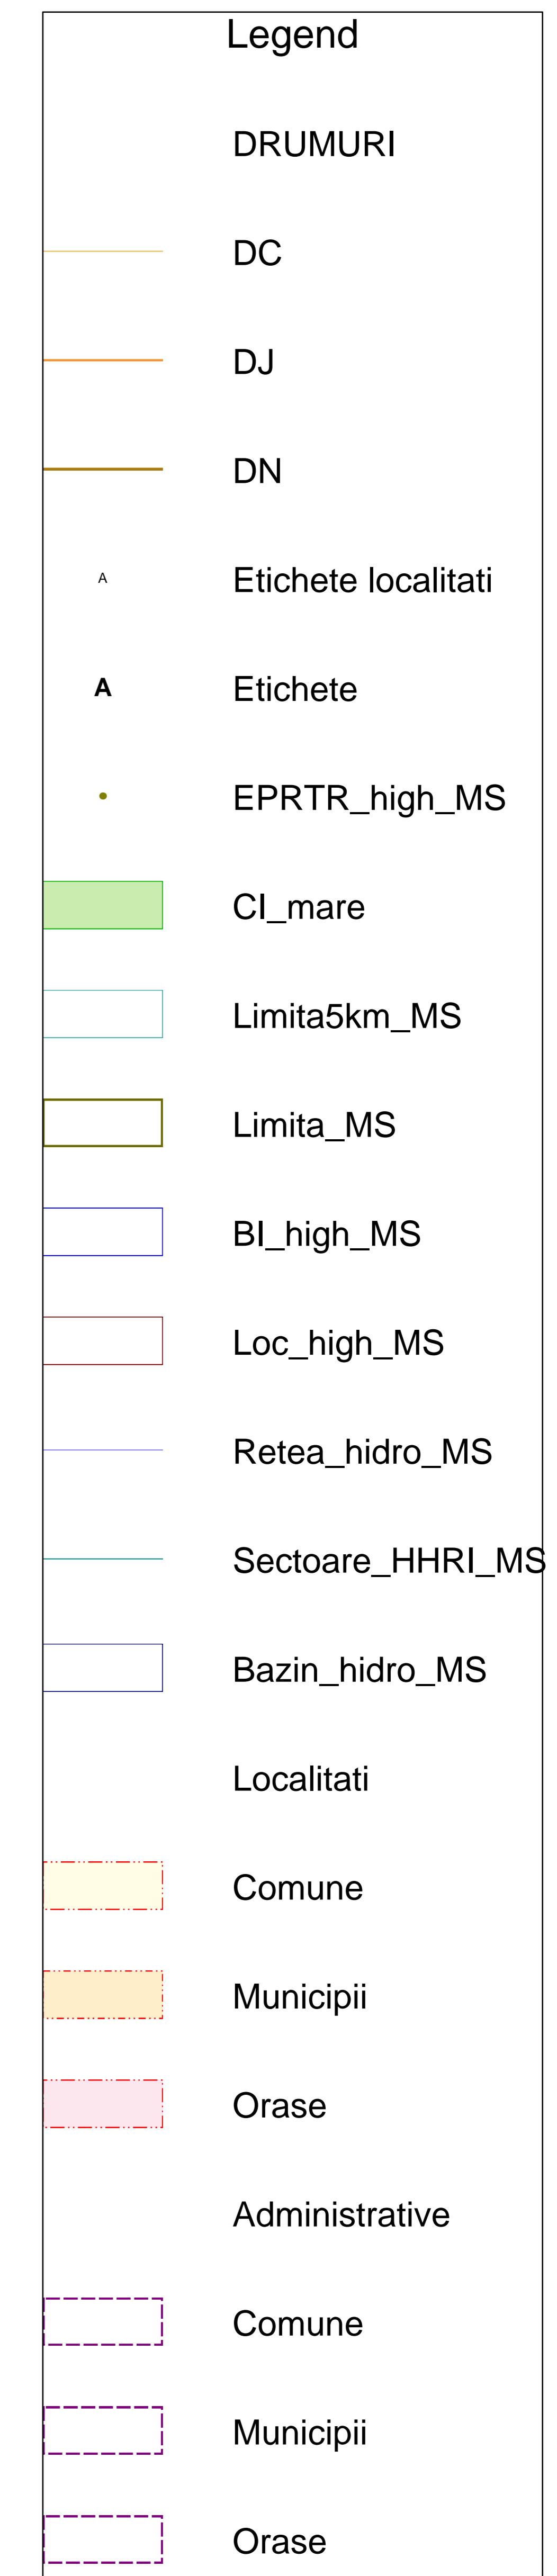 Legend
DRUMURI
DC
DJ
DN
A Etichete localitati
A Etichete
EPRTR_high_MS
CI_mare
Limita5km_MS
Limita_MS
BI_high_MS
Loc_high_MS
Retea_hidro_MS
Sectoare_HHRI_MS
Bazin_hidro_MS
Localitati
Comune
Municipii
Orase
Administrative
Comune
Municipii
Orase